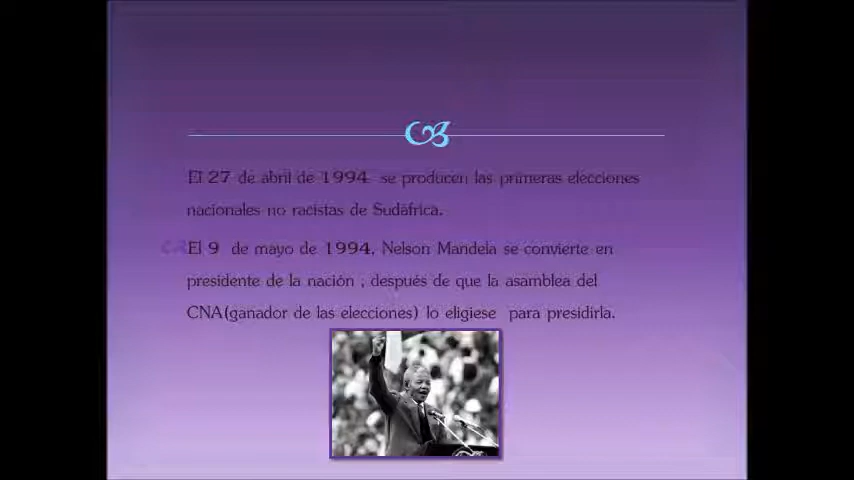 El 27 de abril de 1994 se producen las primeras elecciones
nacionales no racistas de Sudáfrica.
El 9 de mayo de 1994, Nelson Mandela se convierte en
presidente de la nación ; después de que la asamblea del
CNA(ganador de las elecciones) lo eligiese para presidirla.